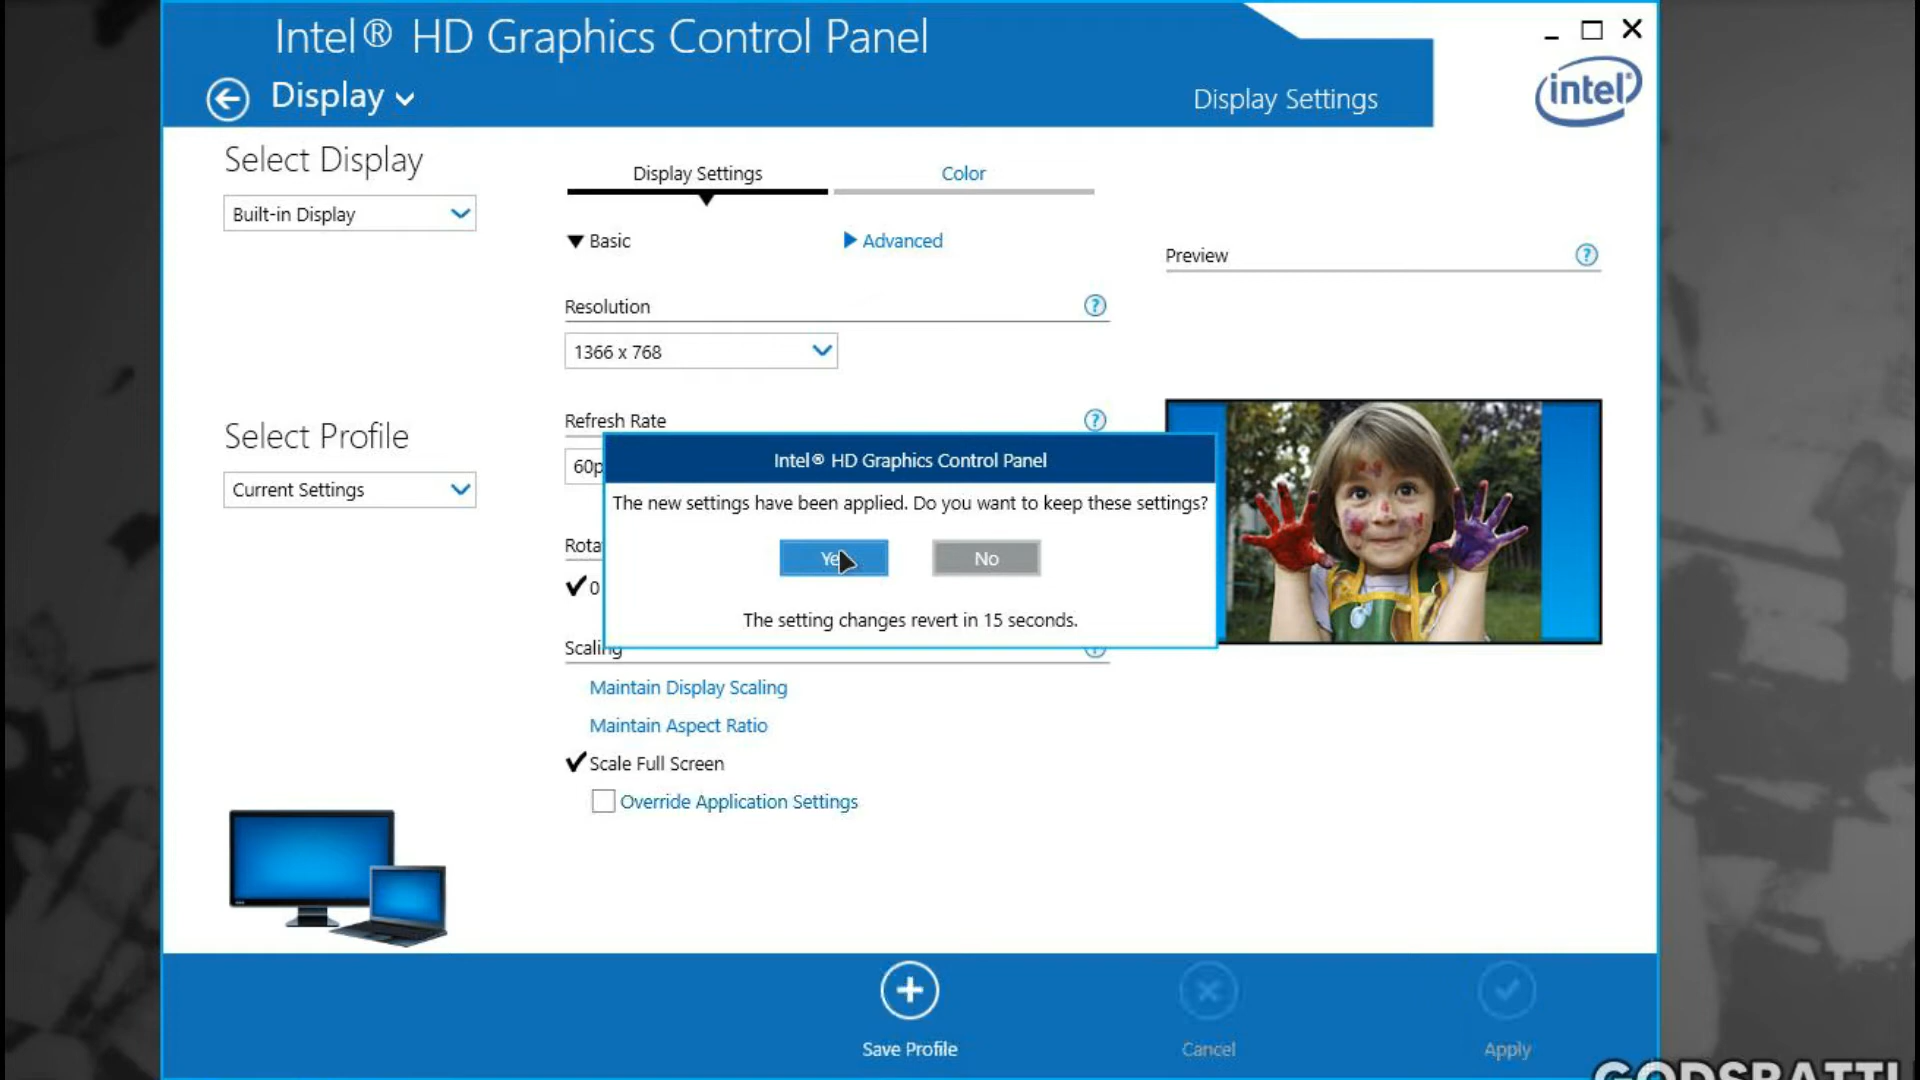 Intel® HD Graphics Control Panel
Display
Display Settings
intel
Select Display
Built-in Display
Display Settings
Color
Basic
Advanced
Preview
Resolution
1366 x 768
Refresh Rate
Select Profile
Current Settings
Intel® HD Graphics Control Panel
The new settings have been applied. Do you want to keep these settings?
No
The setting changes revert in 15 seconds.
0
Scaling
Maintain Display Scaling
Maintain Aspect Ratio
Scale Full Screen
Override Application Settings
Save Profile
Cancel
Apply